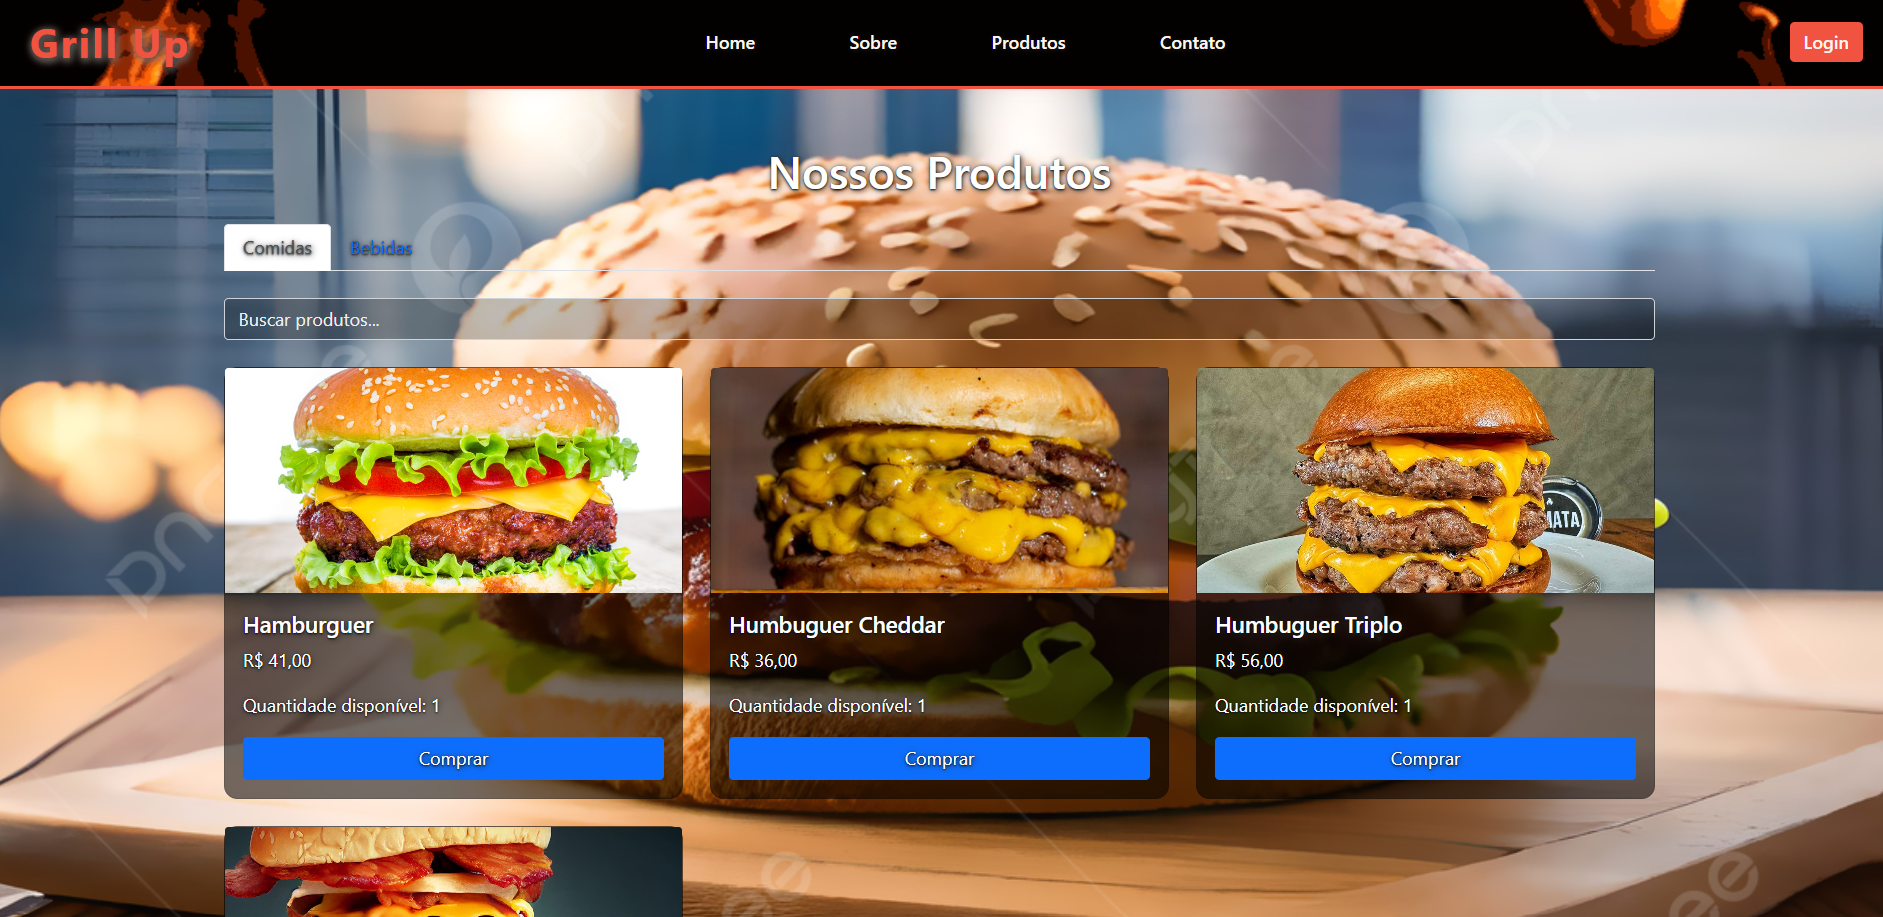 Grill Up
Home
Sobre
Produtos
Contato
Login
Nossos Produtos
Comidas
Bebidas
Buscar produtos...
Hamburguer
R$ 41,00
Quantidade disponível: 1
Comprar
Humbuguer Cheddar
R$ 36,00
Quantidade disponível: 1
Comprar
MATA
Humbuguer Triplo
R$ 56,00
Quantidade disponível: 1
Comprar